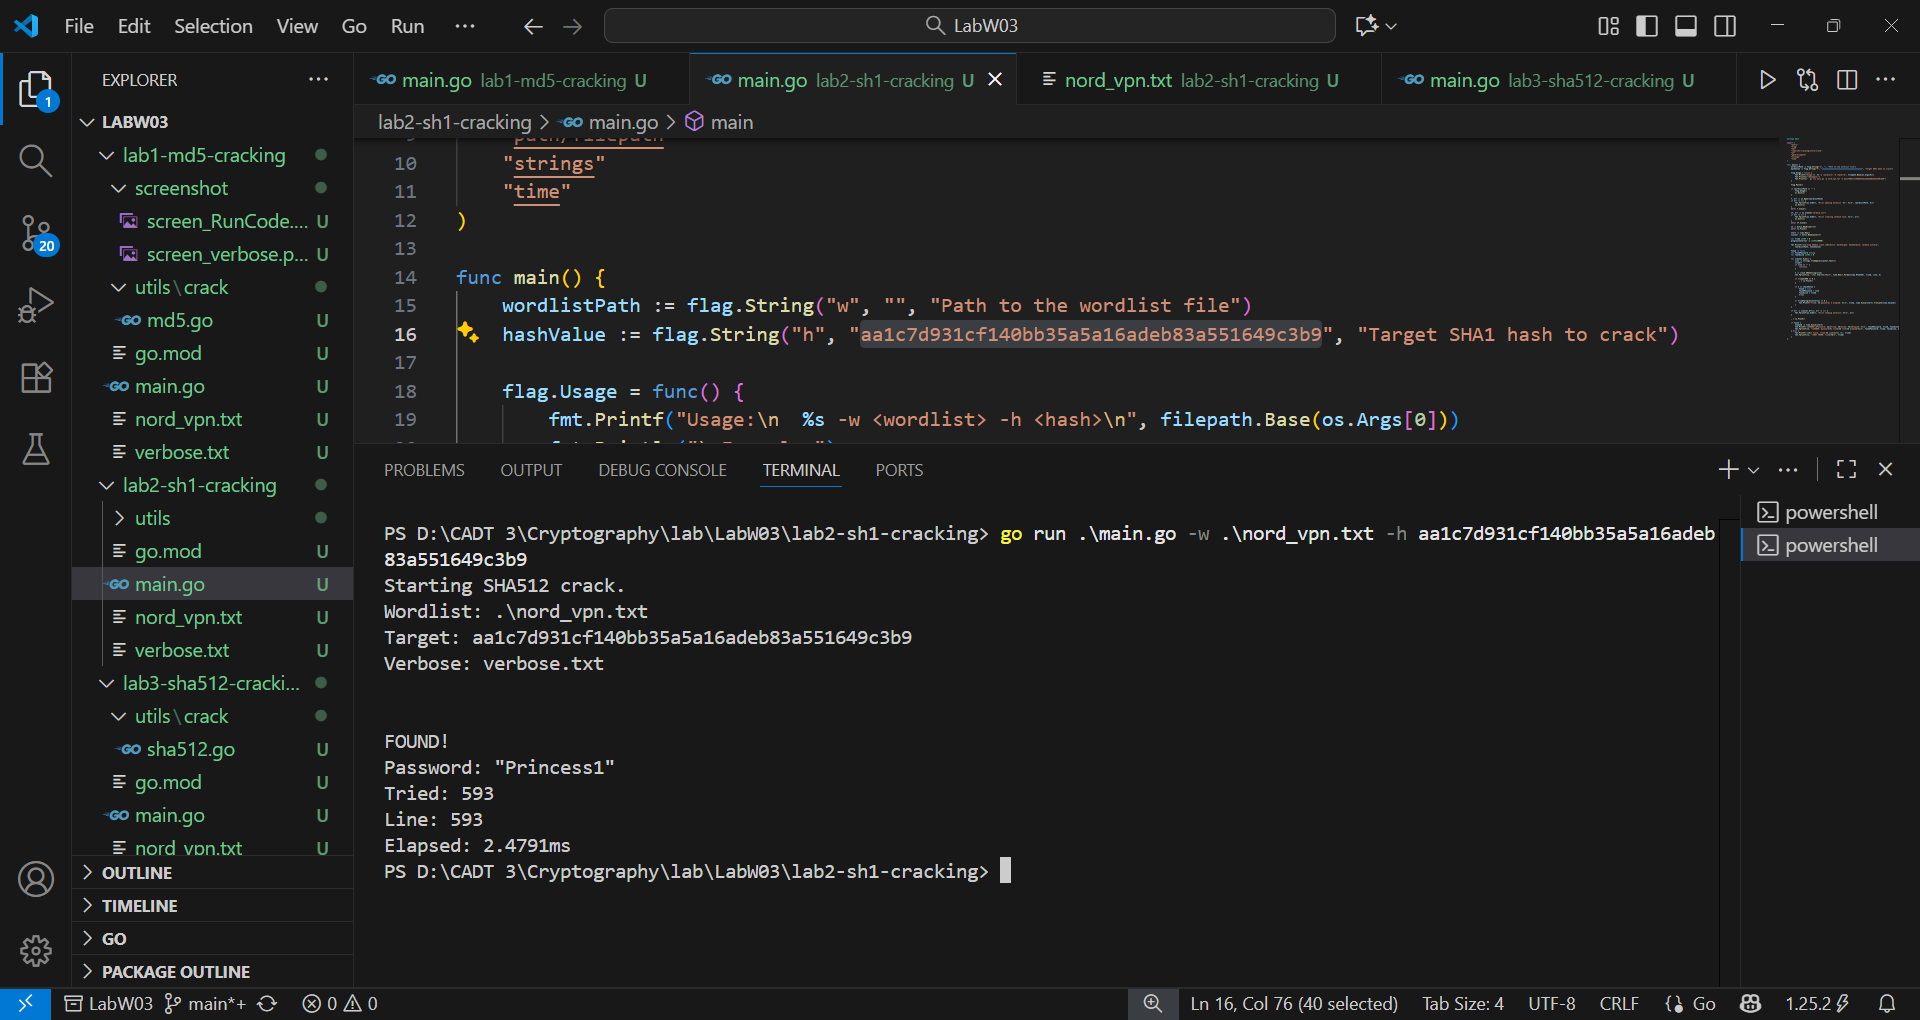 File Edit Selection View Go Run ··· LabW03
EXPLORER ···
LABW03
lab1-md5-cracking
screenshot
screen_RunCode.... U
screen_verbose.p... U
utils\crack
md5.go U
go.mod U
main.go U
nord_vpn.txt U
verbose.txt U
lab2-sh1-cracking
utils
go.mod U
main.go U
nord_vpn.txt U
verbose.txt U
lab3-sha512-cracki...
utils\crack
sha512.go U
go.mod U
main.go U
nord_vpn.txt U
OUTLINE
TIMELINE
GO
PACKAGE OUTLINE
main.go lab1-md5-cracking U main.go lab2-sh1-cracking U nord_vpn.txt lab2-sh1-cracking U main.go lab3-sha512-cracking U
lab2-sh1-cracking > main.go > main
9 "path/filepath"
10 "strings"
11 "time"
12 )
13
14 func main() {
15 wordlistPath := flag.String("w", "", "Path to the wordlist file")
16 hashValue := flag.String("h", "aa1c7d931cf140bb35a5a16adeb83a551649c3b9", "Target SHA1 hash to crack")
17
18 flag.Usage = func() {
19 fmt.Printf("Usage:\n  %s -w <wordlist> -h <hash>\n", filepath.Base(os.Args[0]))
PROBLEMS OUTPUT DEBUG CONSOLE TERMINAL PORTS
PS D:\CADT 3\Cryptography\lab\LabW03\lab2-sh1-cracking> go run .\main.go -w .\nord_vpn.txt -h aa1c7d931cf140bb35a5a16adeb
83a551649c3b9
Starting SHA512 crack.
Wordlist: .\nord_vpn.txt
Target: aa1c7d931cf140bb35a5a16adeb83a551649c3b9
Verbose: verbose.txt
FOUND!
Password: "Princess1"
Tried: 593
Line: 593
Elapsed: 2.4791ms
PS D:\CADT 3\Cryptography\lab\LabW03\lab2-sh1-cracking>
powershell
powershell
1
20
LabW03 main*+ 0 0 Ln 16, Col 76 (40 selected) Tab Size: 4 UTF-8 CRLF Go 1.25.2